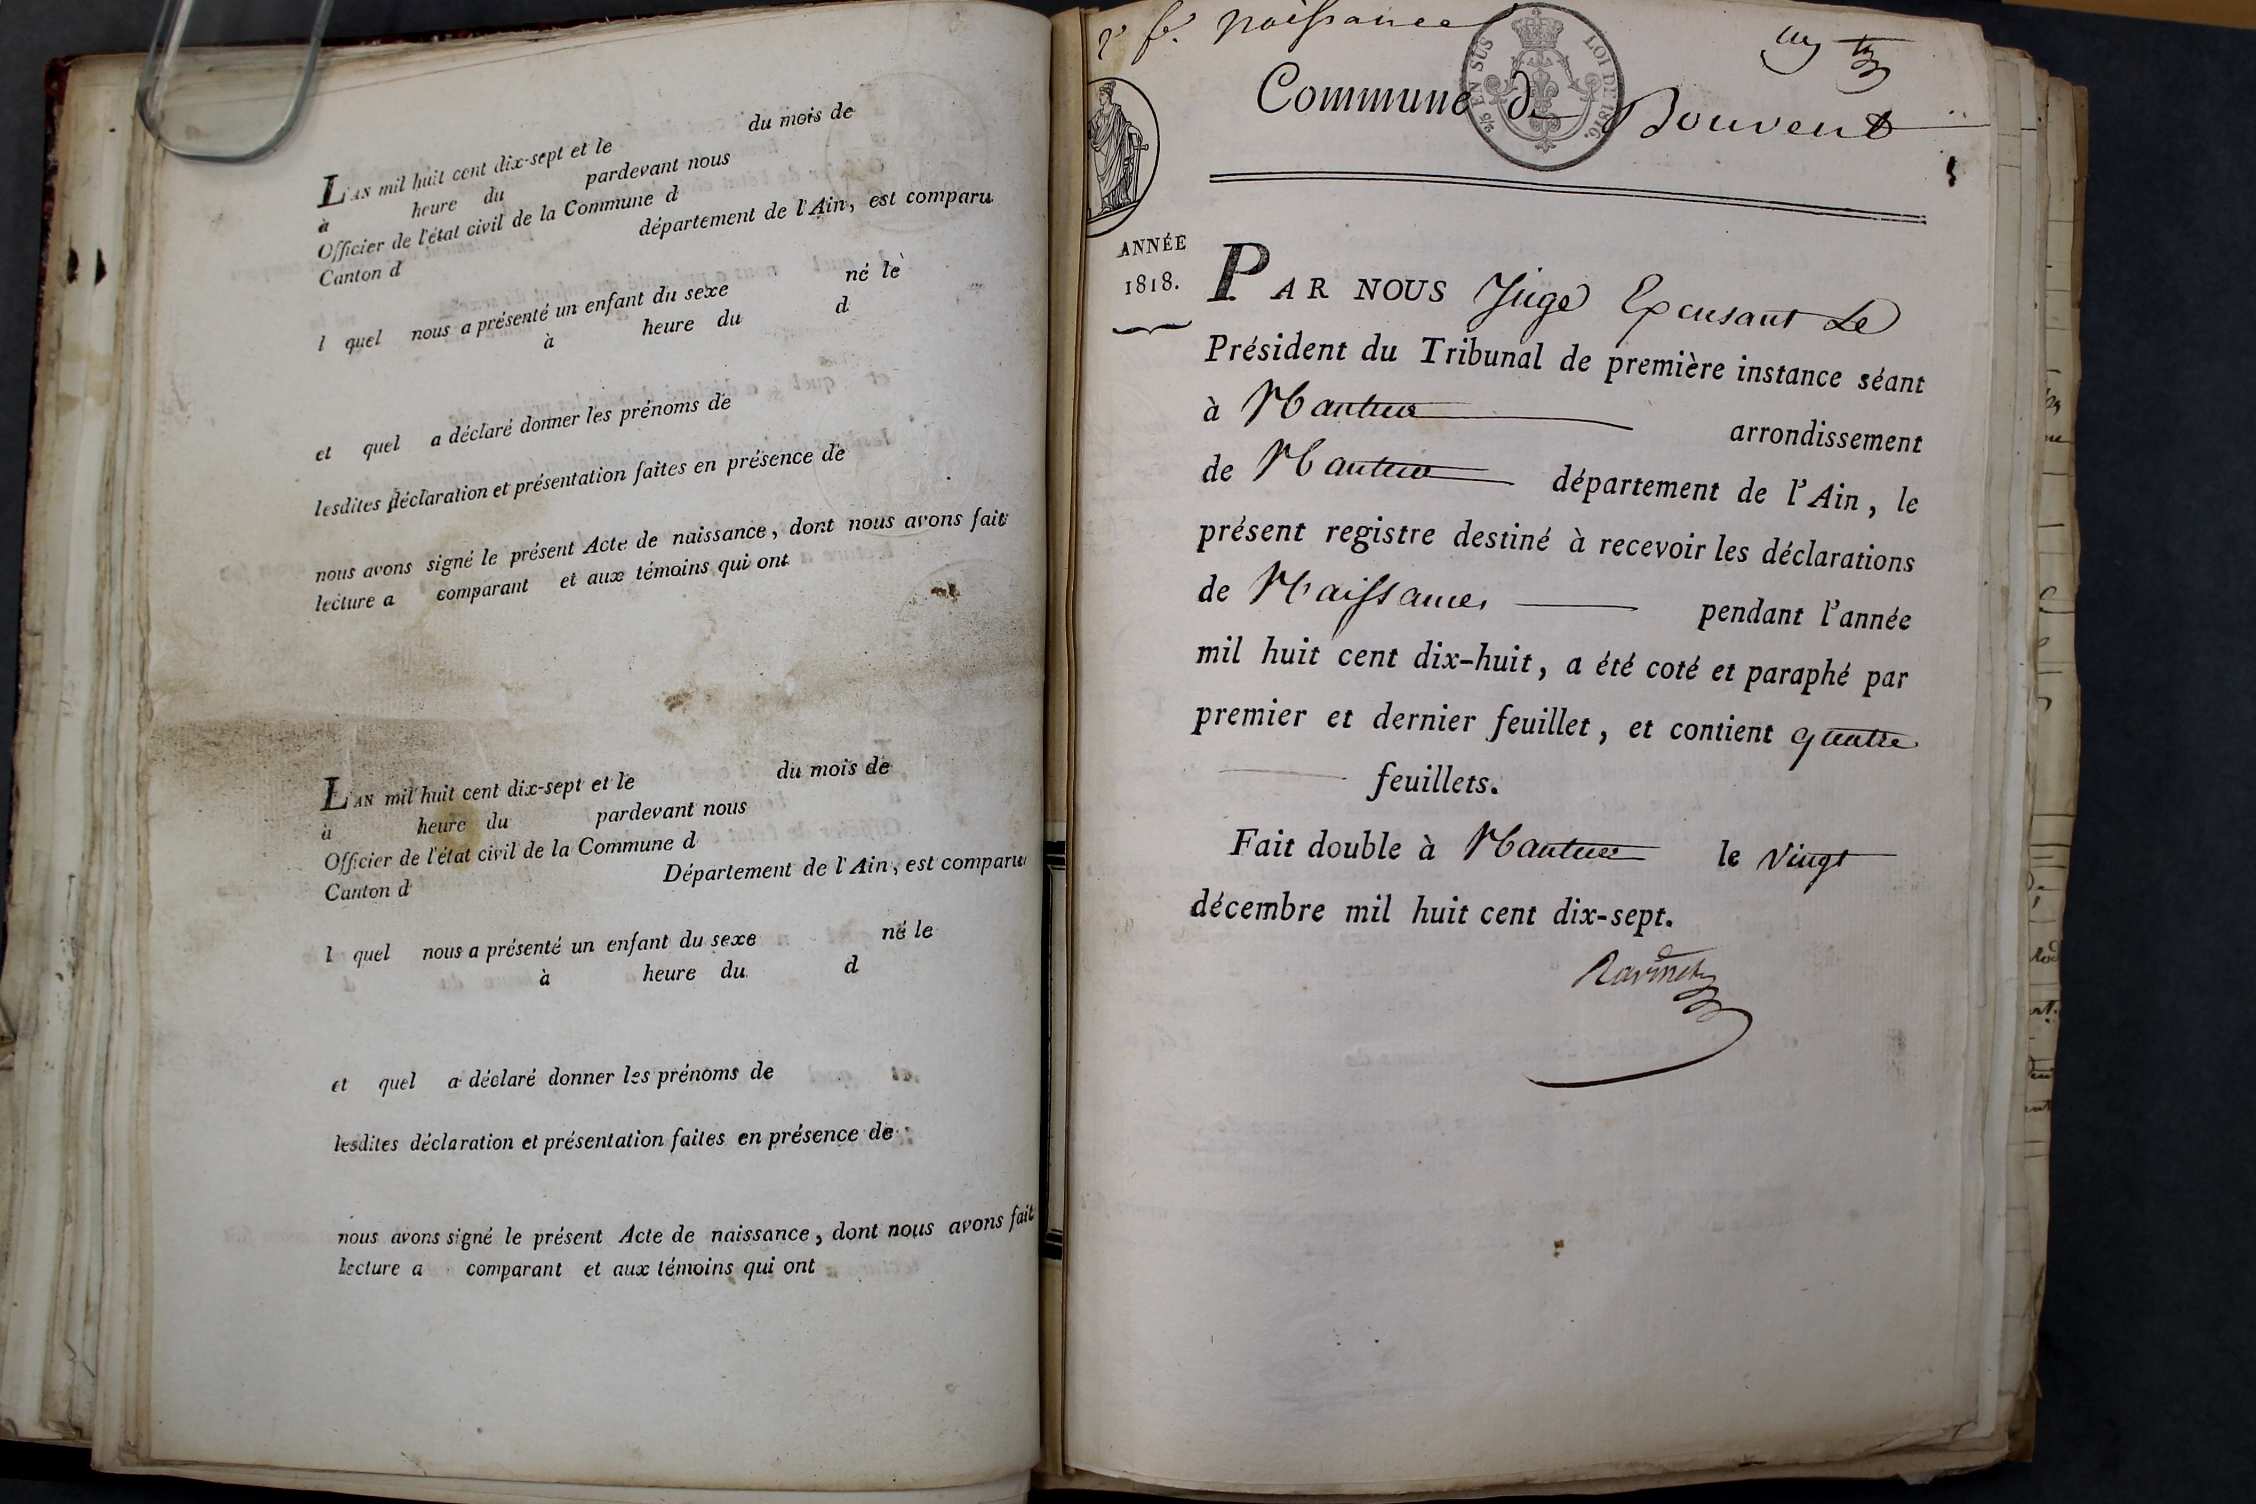 L'AN mil huit cent dix-sept et le du mois de
à heure du pardevant nous
Officier de l'état civil de la Commune d
Canton d département de l'Ain, est comparu
l quel nous a présenté un enfant du sexe né le
à heure du d
et quel a déclaré donner les prénoms de
lesdites déclaration et présentation faites en présence de
nous avons signé le présent Acte de naissance, dont nous avons fait
lecture a comparant et aux témoins qui ont
L'AN mil huit cent dix-sept et le du mois de
à heure du pardevant nous
Officier de l'état civil de la Commune d
Canton d Département de l'Ain, est comparu
l quel nous a présenté un enfant du sexe né le
à heure du d
et quel a déclaré donner les prénoms de
lesdites déclaration et présentation faites en présence de
nous avons signé le présent Acte de naissance, dont nous avons fait
lecture a comparant et aux témoins qui ont
naissance
EN SUS LOI DE 1816.
Commune de Bouvent
ANNÉE
1818.
PAR NOUS Juge Excusant Le
Président du Tribunal de première instance séant
à Nantua arrondissement
de Nantua département de l'Ain, le
présent registre destiné à recevoir les déclarations
de Naissances pendant l'année
mil huit cent dix-huit, a été coté et paraphé par
premier et dernier feuillet, et contient quatre
feuillets.
Fait double à Nantua le Vingt
décembre mil huit cent dix-sept.